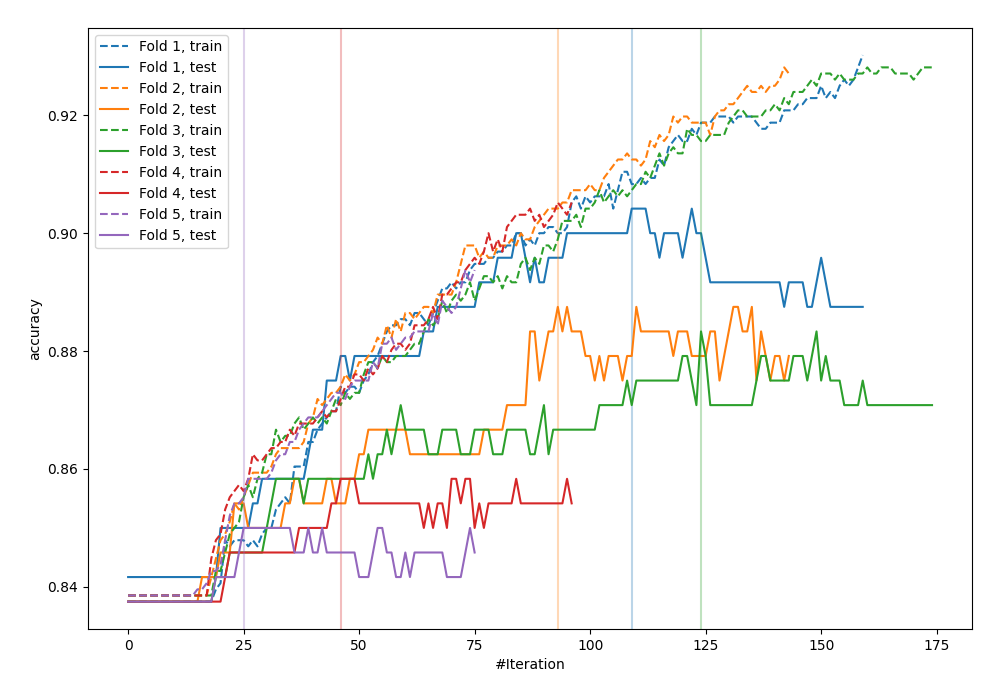 Fold 1, train
Fold 1, test
Fold 2, train
Fold 2, test
Fold 3, train
Fold 3, test
Fold 4, train
Fold 4, test
Fold 5, train
Fold 5, test
accuracy
0.92
0.90
0.88
0.86
0.84
0 25 50 75 100 125 150 175
#Iteration